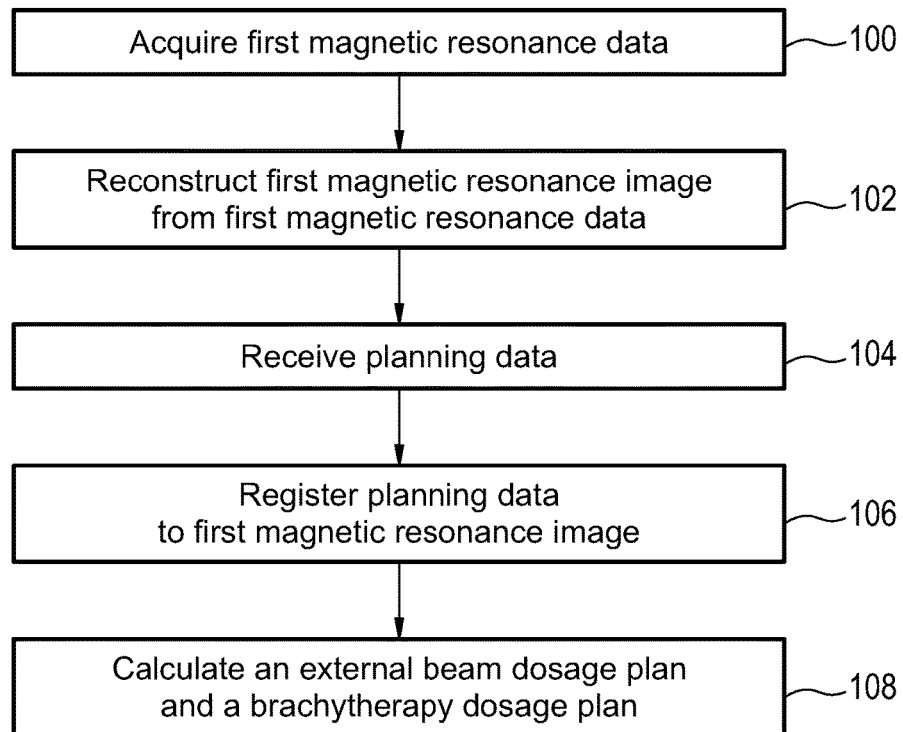 Acquire first magnetic resonance data
100
Reconstruct first magnetic resonance image
from first magnetic resonance data
102
Receive planning data
104
Register planning data
to first magnetic resonance image
106
Calculate an external beam dosage plan
and a brachytherapy dosage plan
108